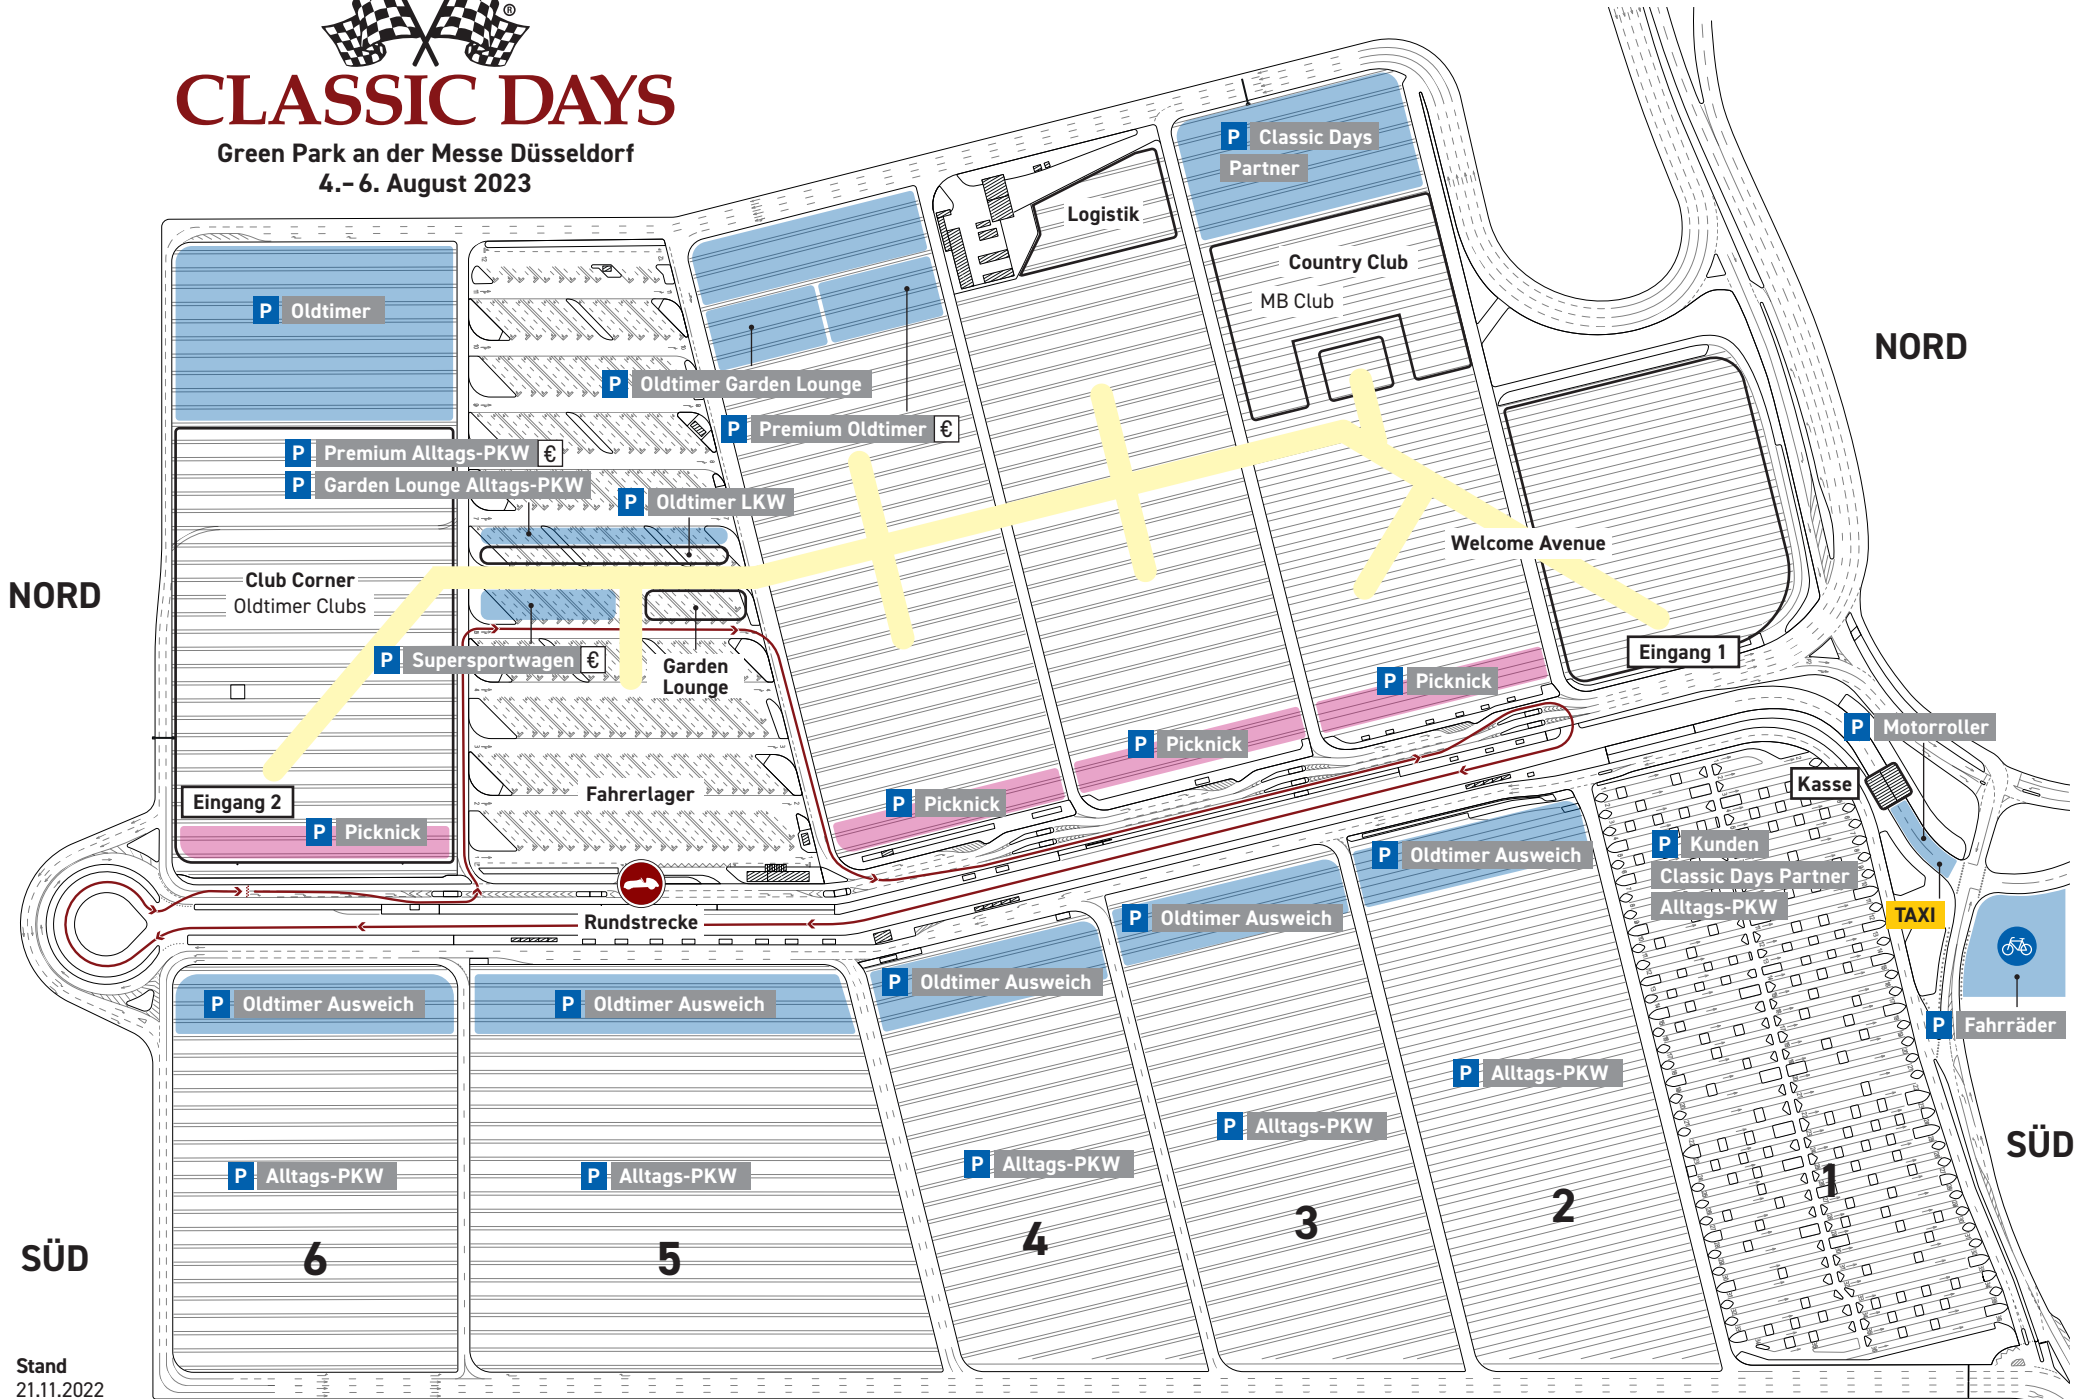 ®
CLASSIC DAYS
Green Park an der Messe Düsseldorf
4.–6. August 2023
P Classic Days
Partner
Logistik
Country Club
MB Club
P Oldtimer
NORD
P Oldtimer Garden Lounge
P Premium Oldtimer €
P Premium Alltags-PKW €
P Garden Lounge Alltags-PKW
P Oldtimer LKW
Welcome Avenue
Club Corner
Oldtimer Clubs
NORD
Eingang 1
P Supersportwagen €
Garden
Lounge
P Picknick
P Motorroller
P Picknick
Kasse
Eingang 2
Fahrerlager
P Picknick
P Picknick
P Kunden
Classic Days Partner
Alltags-PKW
P Oldtimer Ausweich
TAXI
Rundstrecke
P Oldtimer Ausweich
P Oldtimer Ausweich
P Oldtimer Ausweich
P Oldtimer Ausweich
P Fahrräder
P Alltags-PKW
P Alltags-PKW
SÜD
P Alltags-PKW
P Alltags-PKW
P Alltags-PKW
1
2
3
4
5
6
SÜD
Stand
21.11.2022